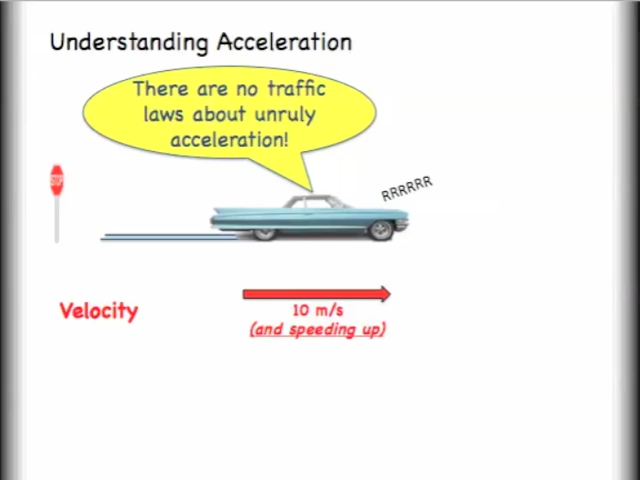 Understanding Acceleration
There are no traffic
laws about unruly
acceleration!
STOP
RRRRRR
Velocity
10 m/s
(and speeding up)